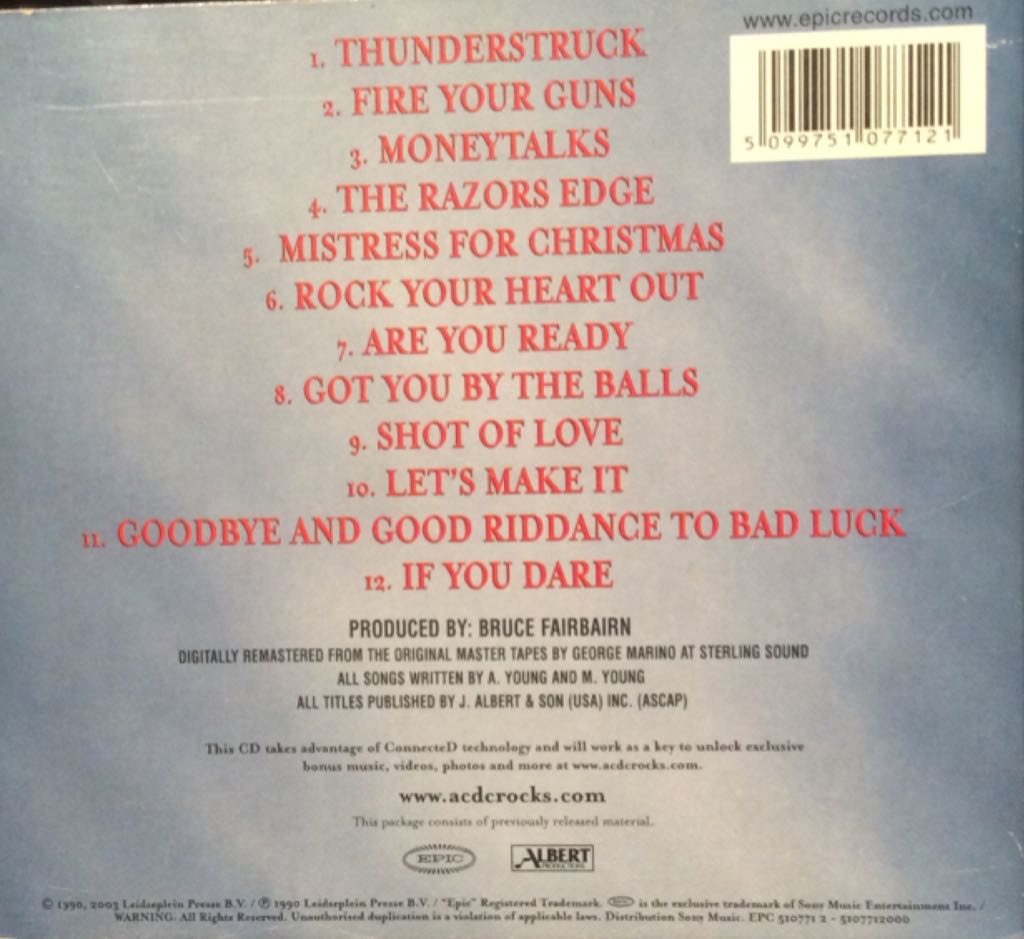 www.epicrecords.com
1. THUNDERSTRUCK
2. FIRE YOUR GUNS
3. MONEYTALKS
5 099751 077121
4. THE RAZORS EDGE
5. MISTRESS FOR CHRISTMAS
6. ROCK YOUR HEART OUT
7. ARE YOU READY
8. GOT YOU BY THE BALLS
9. SHOT OF LOVE
10. LET'S MAKE IT
11. GOODBYE AND GOOD RIDDANCE TO BAD LUCK
12. IF YOU DARE
PRODUCED BY: BRUCE FAIRBAIRN
DIGITALLY REMASTERED FROM THE ORIGINAL MASTER TAPES BY GEORGE MARINO AT STERLING SOUND
ALL SONGS WRITTEN BY A. YOUNG AND M. YOUNG
ALL TITLES PUBLISHED BY J. ALBERT & SON (USA) INC. (ASCAP)
This CD takes advantage of ConnecteD technology and will work as a key to unlock exclusive
bonus music, videos, photos and more at www.acdcrocks.com.
www.acdcrocks.com
This package consists of previously released material.
EPIC ALBERT PRODUCTIONS
© 1990, 2003 Leidseplein Presse B.V. / ℗ 1990 Leidseplein Presse B.V. / "Epic" Registered Trademark. EPIC is the exclusive trademark of Sony Music Entertainment Inc. /
WARNING: All Rights Reserved. Unauthorised duplication is a violation of applicable laws. Distribution Sony Music. EPC 510771 2 - 5107712000